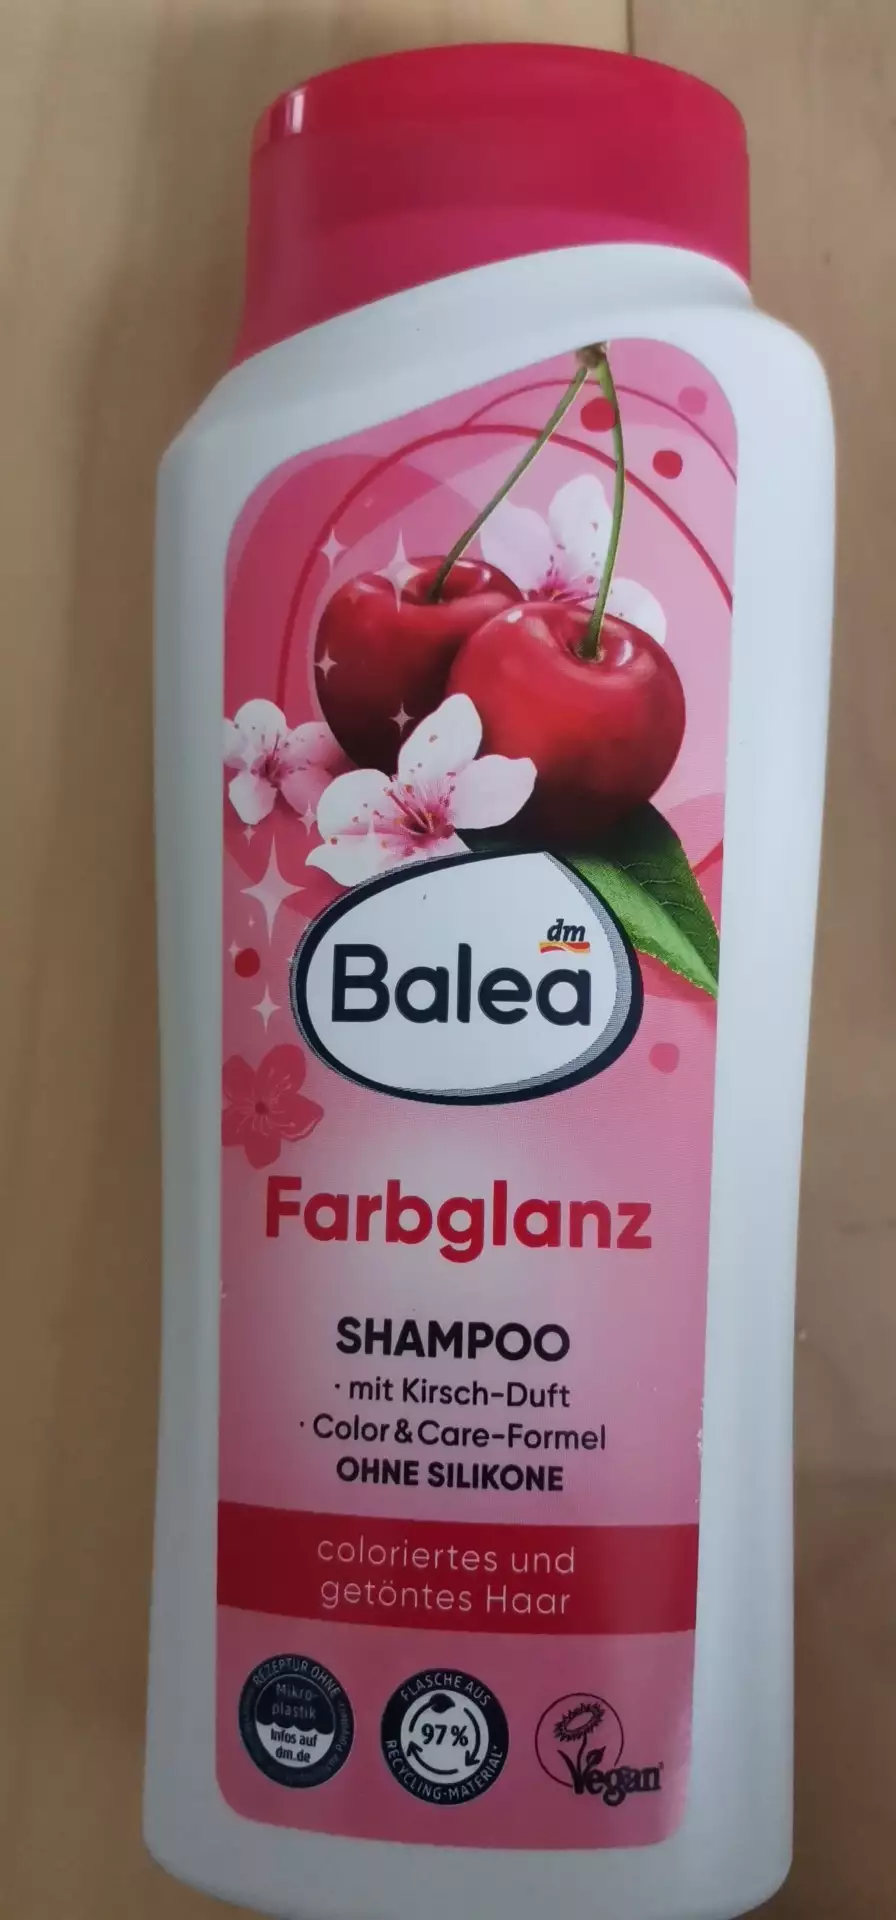 dm
Balea
Farbglanz
SHAMPOO
· mit Kirsch-Duft
· Color & Care-Formel
OHNE SILIKONE
coloriertes und
getöntes Haar
REZEPTUR OHNE
Mikro-
plastik
Infos auf
dm.de
FLASCHE AUS
97 %
RECYCLING-MATERIAL*
Vegan